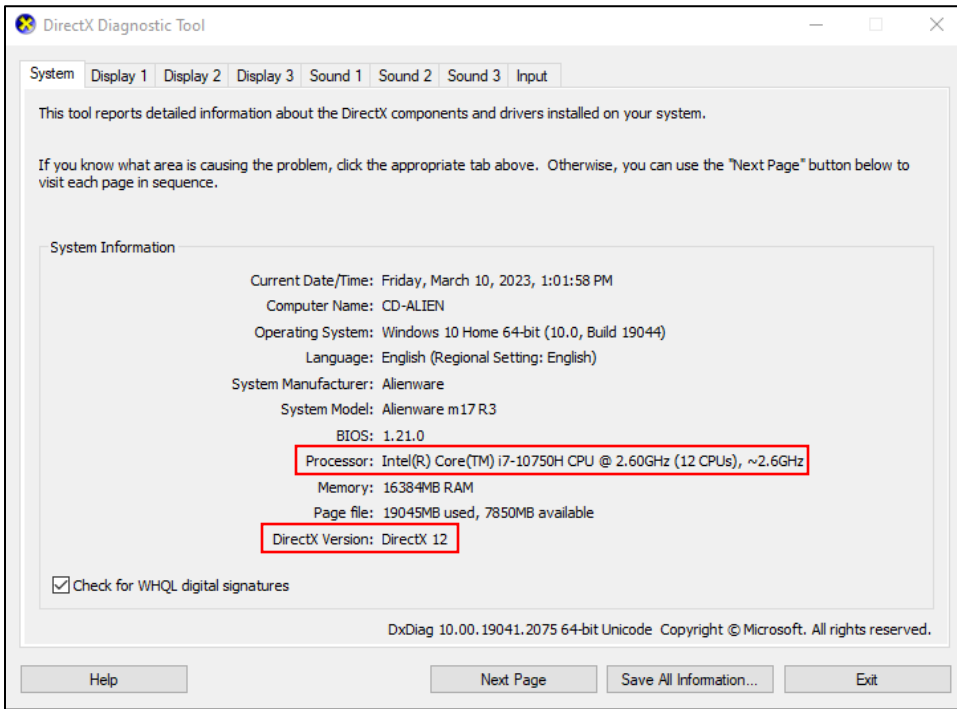 DirectX Diagnostic Tool
System Display 1 Display 2 Display 3 Sound 1 Sound 2 Sound 3 Input
This tool reports detailed information about the DirectX components and drivers installed on your system.
If you know what area is causing the problem, click the appropriate tab above.  Otherwise, you can use the "Next Page" button below to
visit each page in sequence.
System Information
Current Date/Time: Friday, March 10, 2023, 1:01:58 PM
Computer Name: CD-ALIEN
Operating System: Windows 10 Home 64-bit (10.0, Build 19044)
Language: English (Regional Setting: English)
System Manufacturer: Alienware
System Model: Alienware m17 R3
BIOS: 1.21.0
Processor: Intel(R) Core(TM) i7-10750H CPU @ 2.60GHz (12 CPUs), ~2.6GHz
Memory: 16384MB RAM
Page file: 19045MB used, 7850MB available
DirectX Version: DirectX 12
Check for WHQL digital signatures
DxDiag 10.00.19041.2075 64-bit Unicode  Copyright © Microsoft. All rights reserved.
Help Next Page Save All Information... Exit